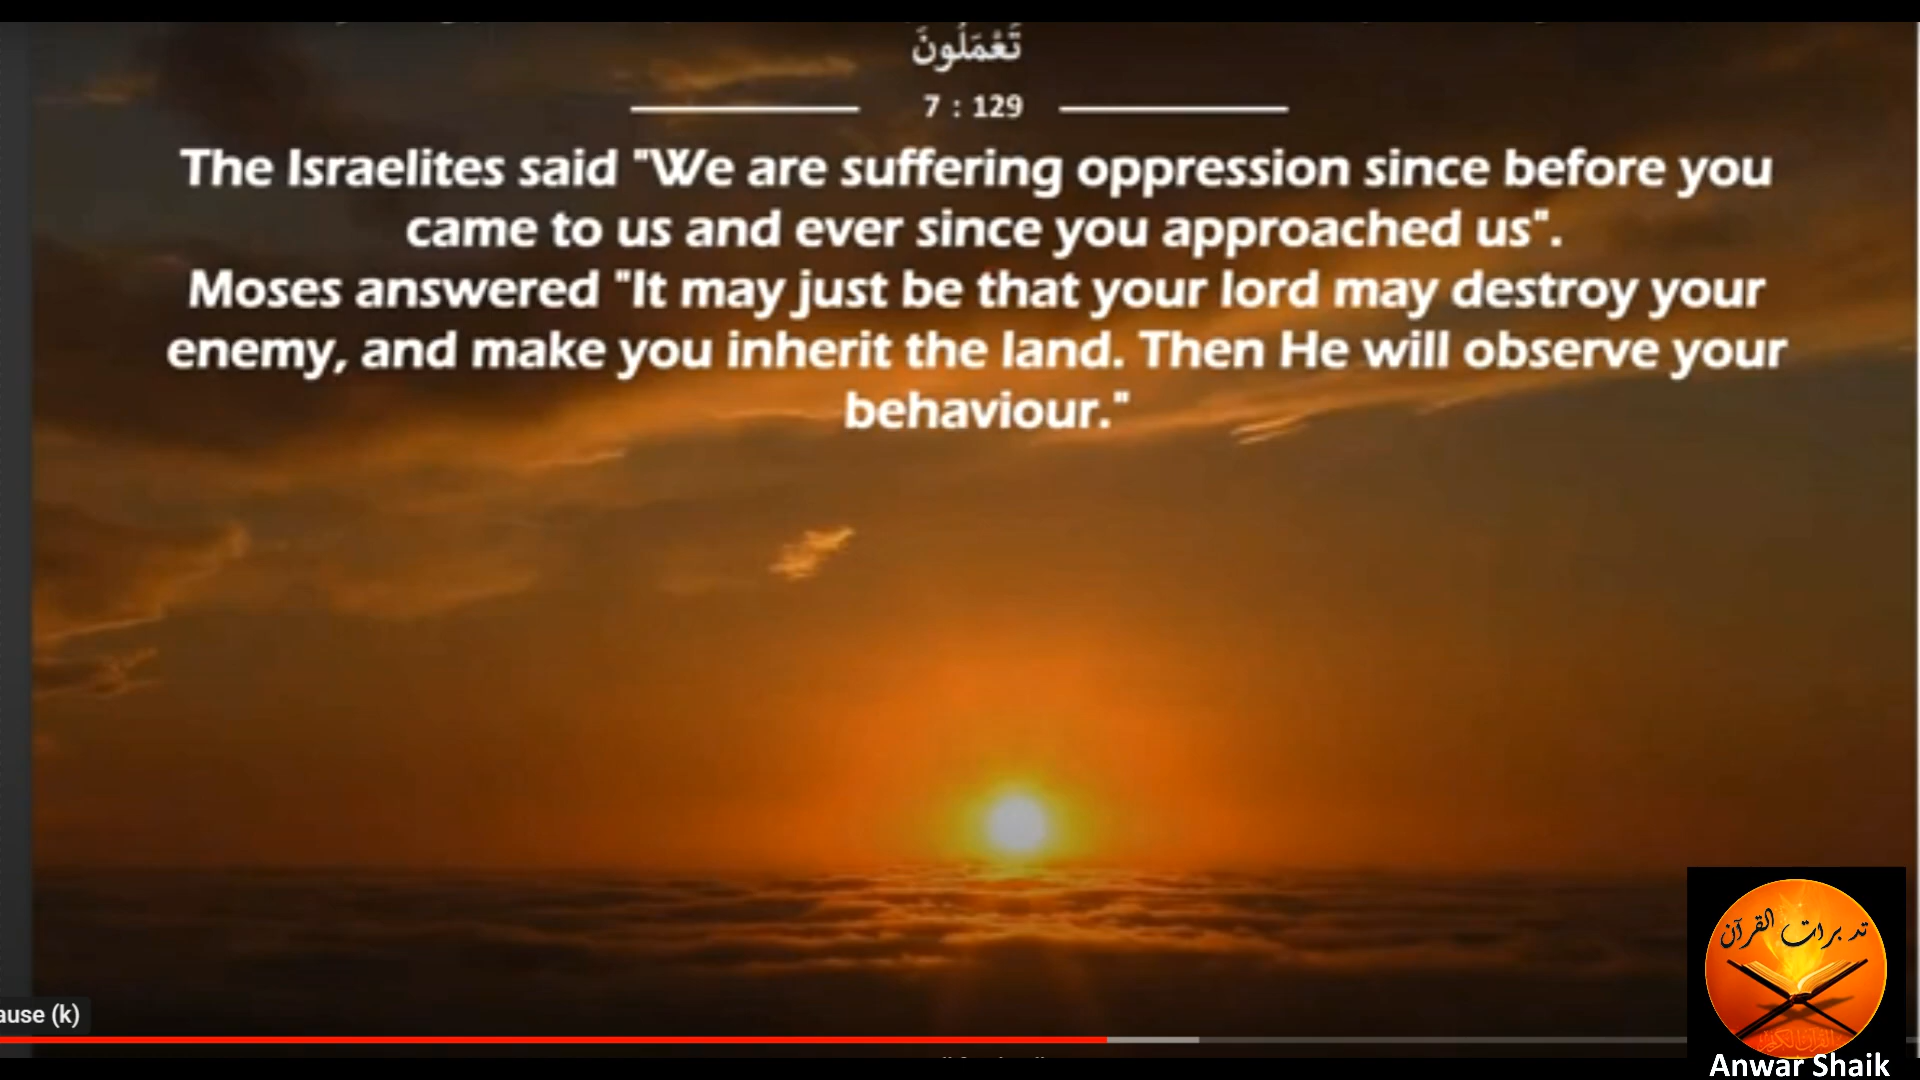 تَعْمَلُونَ
7 : 129
The Israelites said "We are suffering oppression since before you
came to us and ever since you approached us".
Moses answered "It may just be that your lord may destroy your
enemy, and make you inherit the land. Then He will observe your
behaviour."
تدبرات القرآن
ause (k)
Anwar Shaik